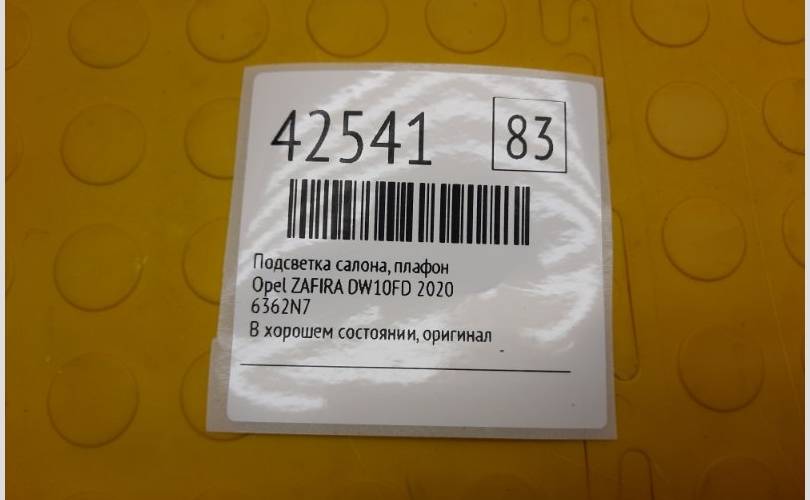 42541
83
Подсветка салона, плафон
Opel ZAFIRA DW10FD 2020
6362N7
В хорошем состоянии, оригинал